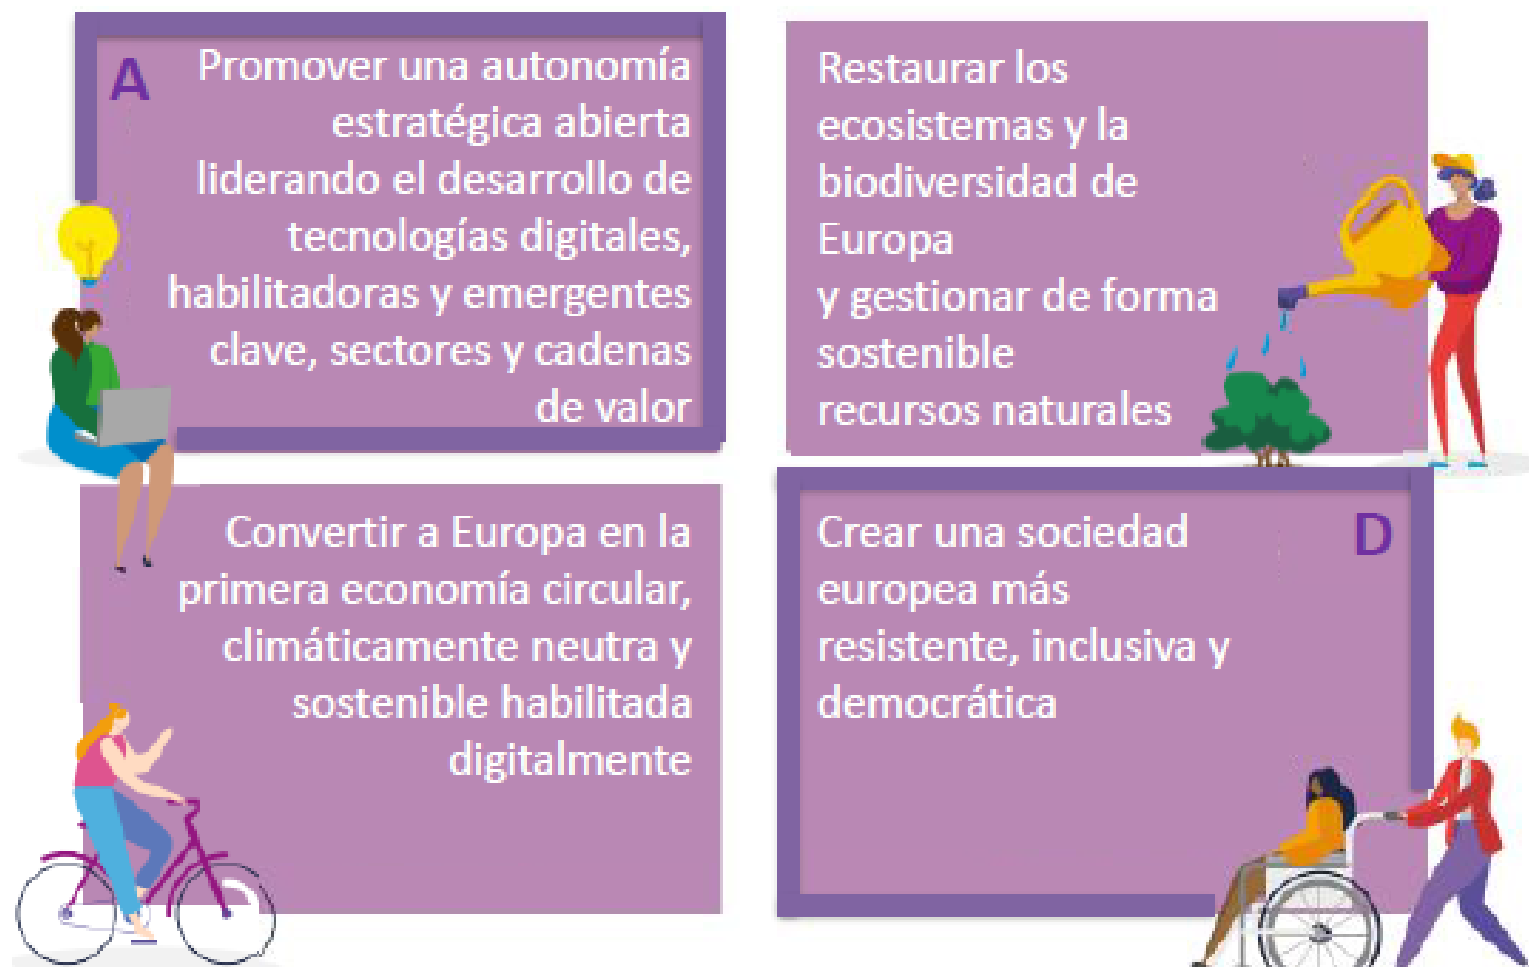 A
Promover una autonomía
estratégica abierta
liderando el desarrollo de
tecnologías digitales,
habilitadoras y emergentes
clave, sectores y cadenas
de valor
Restaurar los
ecosistemas y la
biodiversidad de
Europa
y gestionar de forma
sostenible
recursos naturales
Convertir a Europa en la
primera economía circular,
climáticamente neutra y
sostenible habilitada
digitalmente
D
Crear una sociedad
europea más
resistente, inclusiva y
democrática